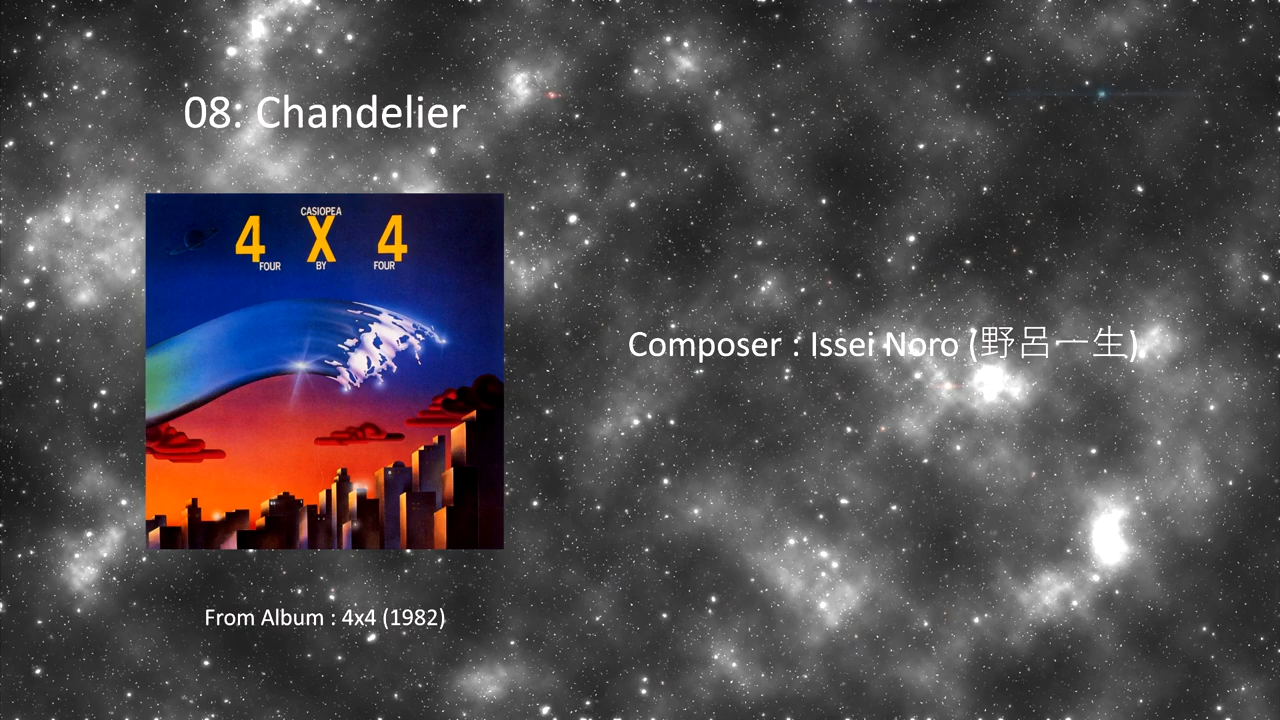 08: Chandelier
CASIOPEA
4 X 4
FOUR BY FOUR
Composer : Issei Noro (野呂一生)
From Album : 4x4 (1982)